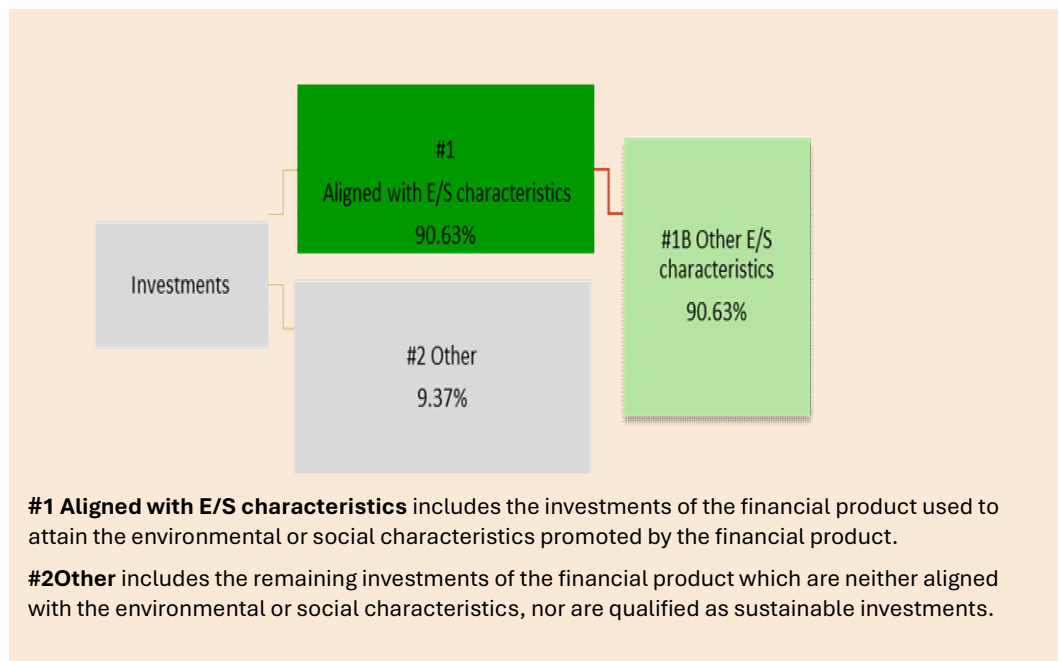 #1
Aligned with E/S characteristics
90.63%
#1B Other E/S
characteristics
90.63%
Investments
#2 Other
9.37%
#1 Aligned with E/S characteristics includes the investments of the financial product used to
attain the environmental or social characteristics promoted by the financial product.
#2Other includes the remaining investments of the financial product which are neither aligned
with the environmental or social characteristics, nor are qualified as sustainable investments.